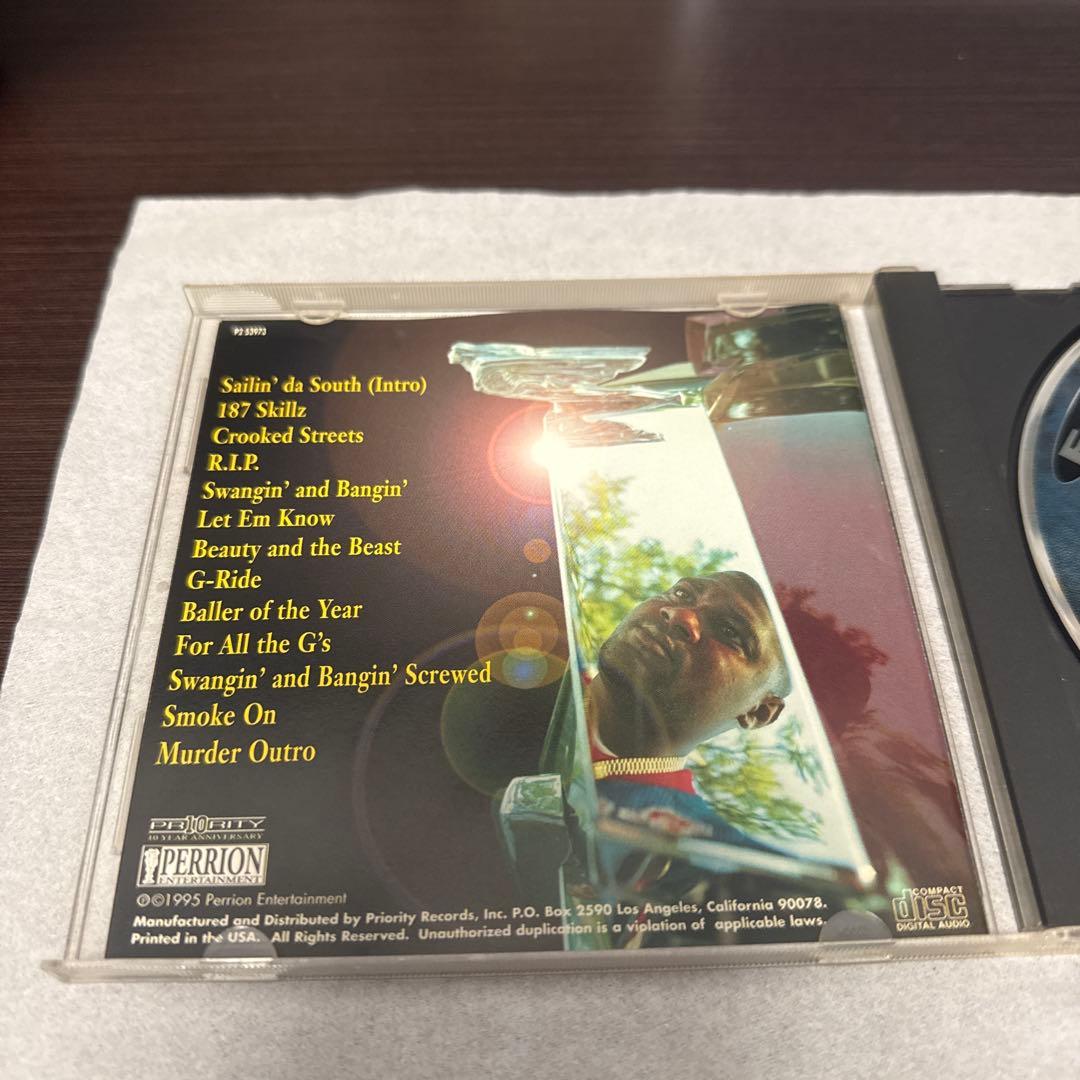 P2 53973
Sailin' da South (Intro)
187 Skillz
Crooked Streets
R.I.P.
Swangin' and Bangin'
Let Em Know
Beauty and the Beast
G-Ride
Baller of the Year
For All the G's
Swangin' and Bangin' Screwed
Smoke On
Murder Outro
PR10RITY
10 YEAR ANNIVERSARY
PERRION
ENTERTAINMENT
℗©1995 Perrion Entertainment
Manufactured and Distributed by Priority Records, Inc. P.O. Box 2590 Los Angeles, California 90078.
Printed in the USA. All Rights Reserved. Unauthorized duplication is a violation of applicable laws.
COMPACT
disc
DIGITAL AUDIO